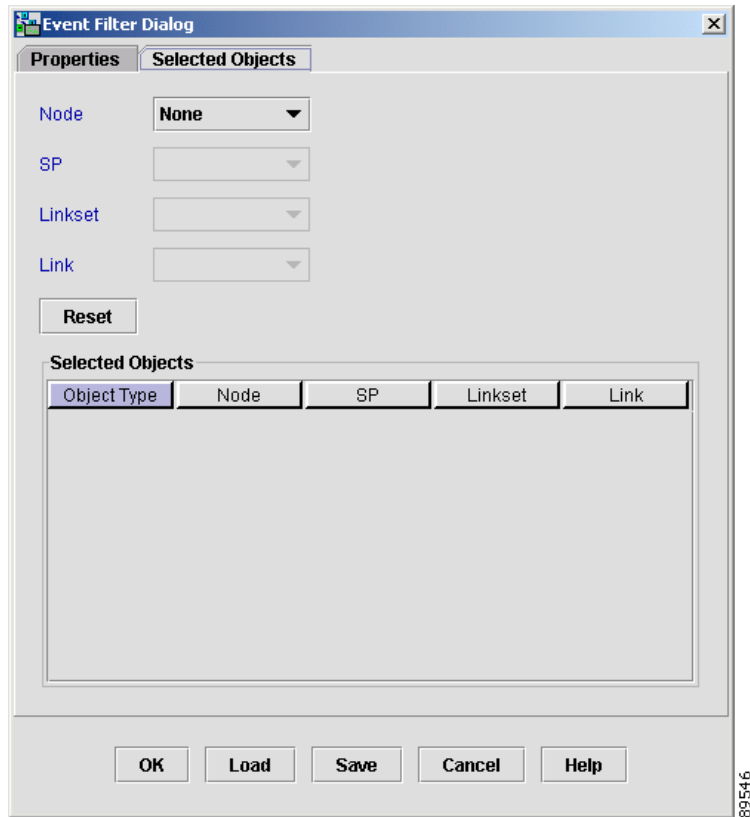 Event Filter Dialog
Properties Selected Objects
Node None
SP
Linkset
Link
Reset
Selected Objects
Object Type Node SP Linkset Link
OK Load Save Cancel Help
89546